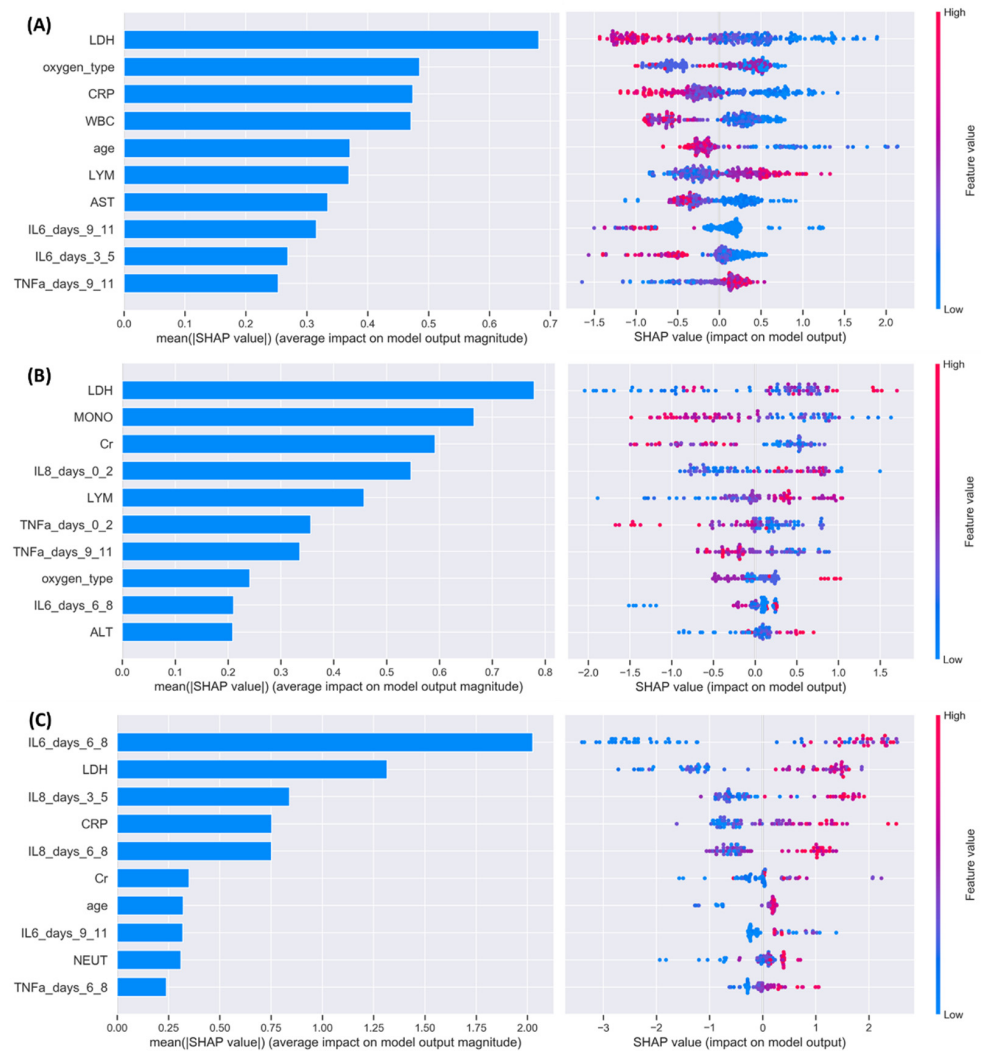 (A)
LDH
oxygen_type
CRP
WBC
age
LYM
AST
IL6_days_9_11
IL6_days_3_5
TNFa_days_9_11
0.0 0.1 0.2 0.3 0.4 0.5 0.6 0.7
mean(|SHAP value|) (average impact on model output magnitude)
−1.5 −1.0 −0.5 0.0 0.5 1.0 1.5 2.0
SHAP value (impact on model output)
High
Feature value
Low
(B)
LDH
MONO
Cr
IL8_days_0_2
LYM
TNFa_days_0_2
TNFa_days_9_11
oxygen_type
IL6_days_6_8
ALT
0.0 0.1 0.2 0.3 0.4 0.5 0.6 0.7 0.8
mean(|SHAP value|) (average impact on model output magnitude)
−2.0 −1.5 −1.0 −0.5 0.0 0.5 1.0 1.5
SHAP value (impact on model output)
High
Feature value
Low
(C)
IL6_days_6_8
LDH
IL8_days_3_5
CRP
IL8_days_6_8
Cr
age
IL6_days_9_11
NEUT
TNFa_days_6_8
0.00 0.25 0.50 0.75 1.00 1.25 1.50 1.75 2.00
mean(|SHAP value|) (average impact on model output magnitude)
−3 −2 −1 0 1 2
SHAP value (impact on model output)
High
Feature value
Low